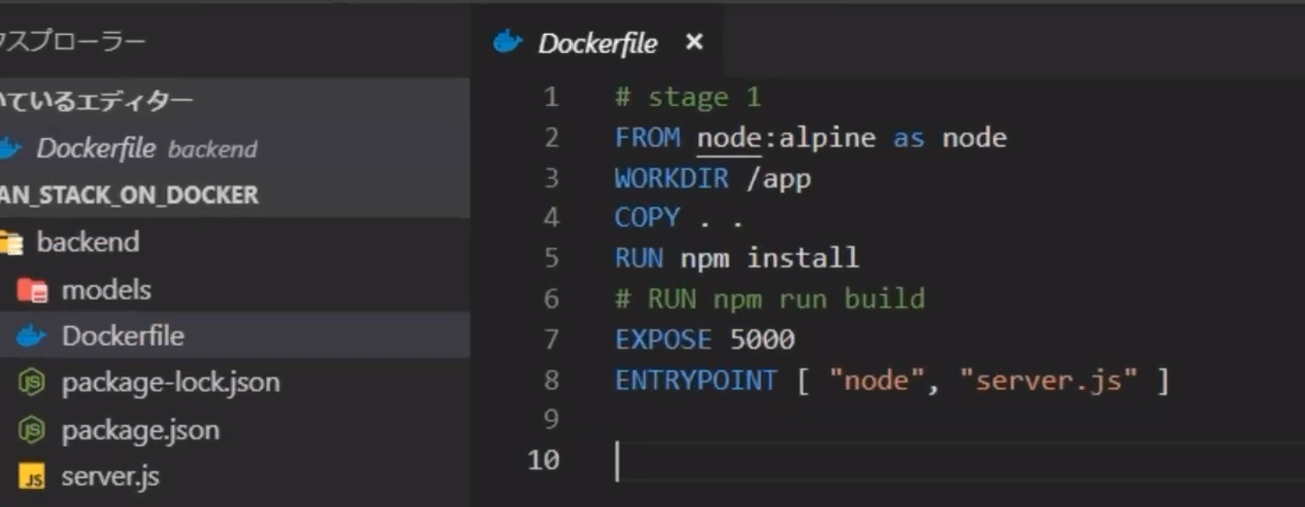 クスプローラー
いているエディター
Dockerfile backend
AN_STACK_ON_DOCKER
backend
models
Dockerfile
package-lock.json
package.json
server.js
Dockerfile ×
1 # stage 1
2 FROM node:alpine as node
3 WORKDIR /app
4 COPY . .
5 RUN npm install
6 # RUN npm run build
7 EXPOSE 5000
8 ENTRYPOINT [ "node", "server.js" ]
9
10